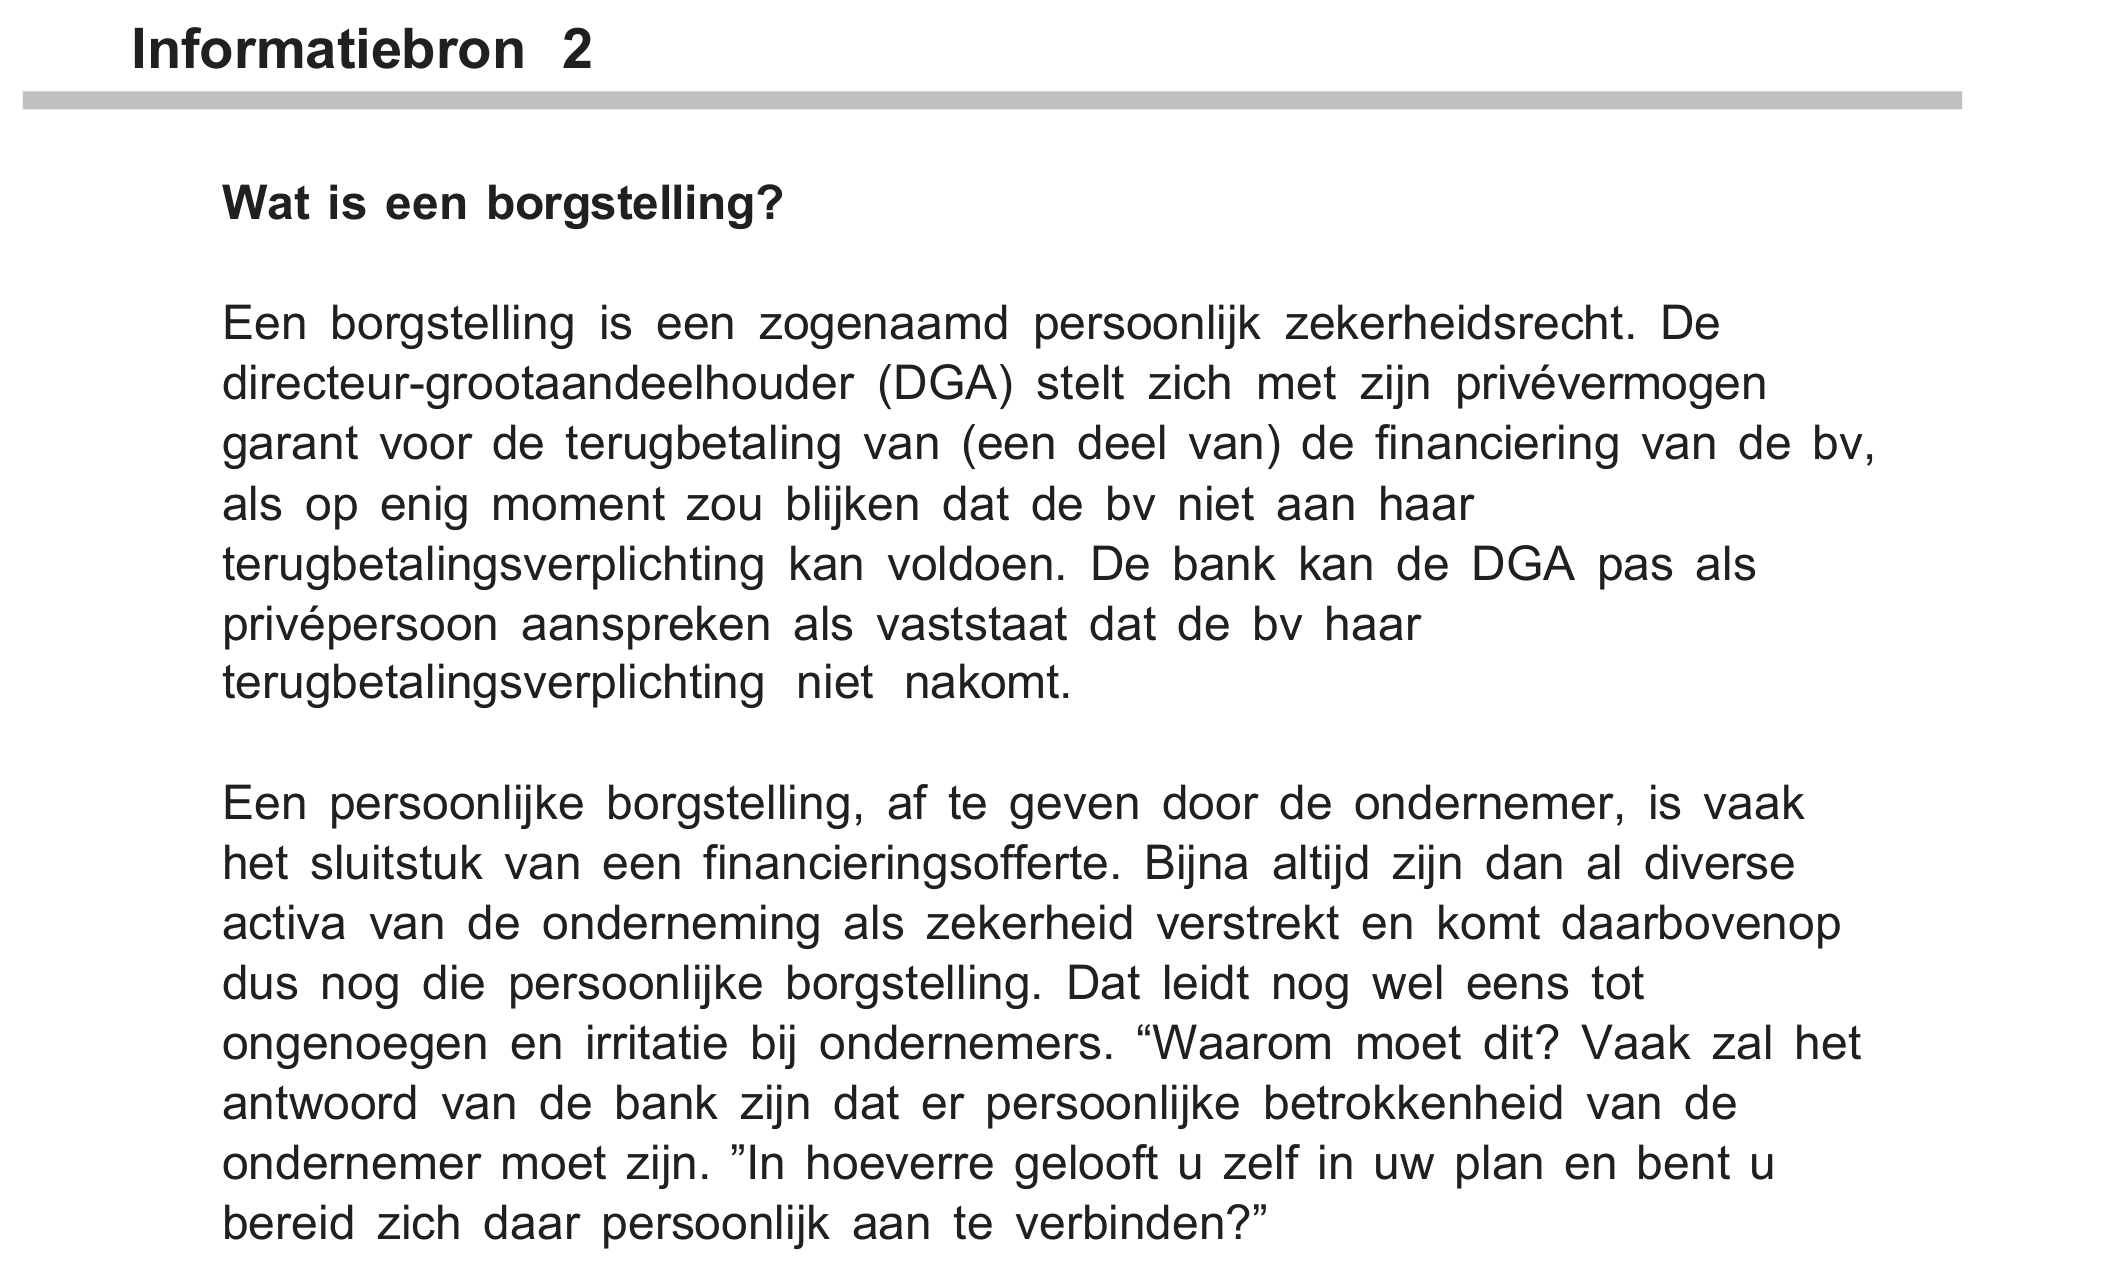 Informatiebron 2
Wat is een borgstelling?
Een borgstelling is een zogenaamd persoonlijk zekerheidsrecht. De
directeur-grootaandeelhouder (DGA) stelt zich met zijn privévermogen
garant voor de terugbetaling van (een deel van) de financiering van de bv,
als op enig moment zou blijken dat de bv niet aan haar
terugbetalingsverplichting kan voldoen. De bank kan de DGA pas als
privépersoon aanspreken als vaststaat dat de bv haar
terugbetalingsverplichting niet nakomt.
Een persoonlijke borgstelling, af te geven door de ondernemer, is vaak
het sluitstuk van een financieringsofferte. Bijna altijd zijn dan al diverse
activa van de onderneming als zekerheid verstrekt en komt daarbovenop
dus nog die persoonlijke borgstelling. Dat leidt nog wel eens tot
ongenoegen en irritatie bij ondernemers. “Waarom moet dit? Vaak zal het
antwoord van de bank zijn dat er persoonlijke betrokkenheid van de
ondernemer moet zijn. ”In hoeverre gelooft u zelf in uw plan en bent u
bereid zich daar persoonlijk aan te verbinden?”